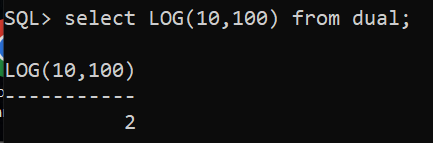 SQL> select LOG(10,100) from dual;
LOG(10,100)
-----------
2